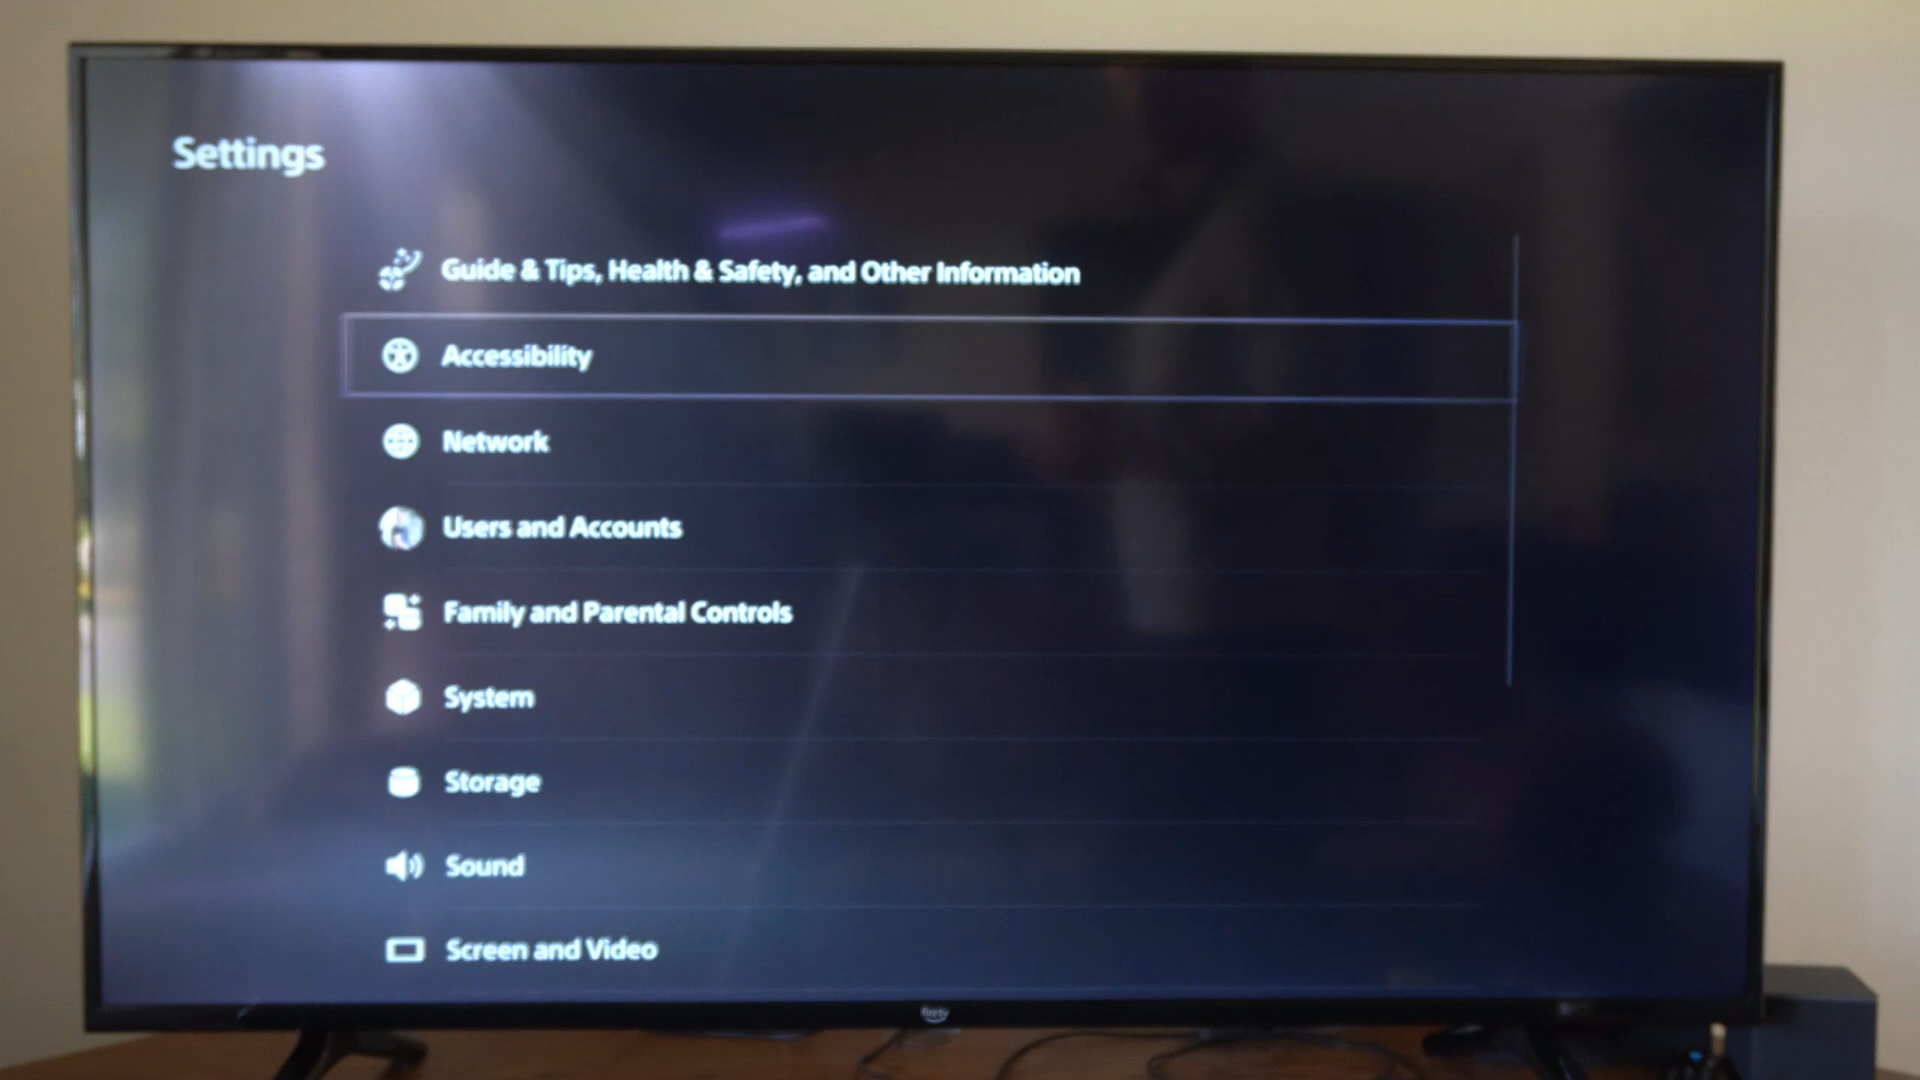 Settings
Guide & Tips, Health & Safety, and Other Information
Accessibility
Network
Users and Accounts
Family and Parental Controls
System
Storage
Sound
Screen and Video
firetv